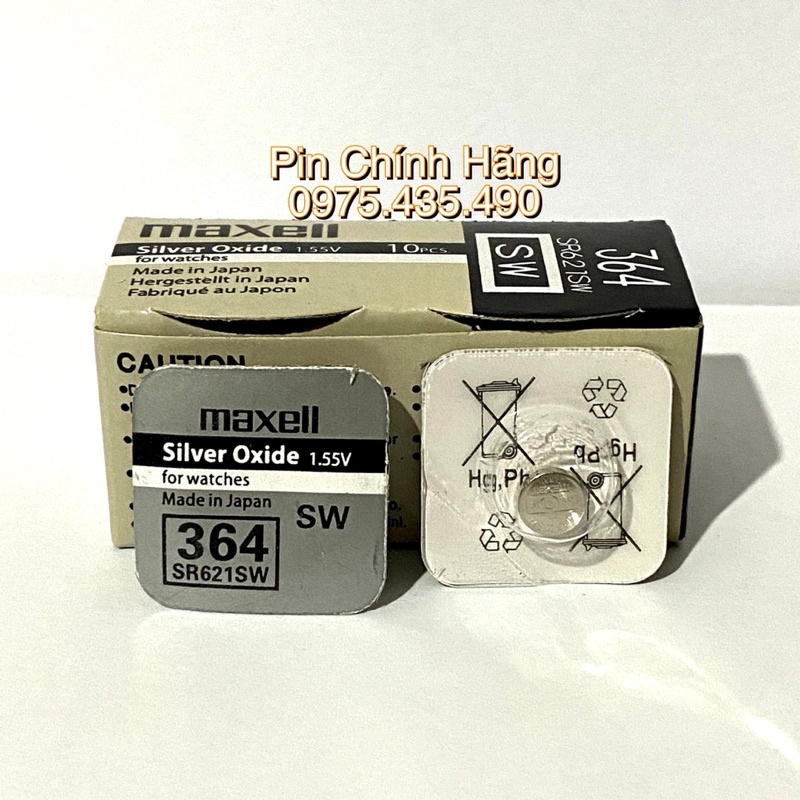 Pin Chính Hãng
0975.435.490
maxell
Silver Oxide 1.55V 10PCS.
for watches
Made in Japan
Hergestellt in Japan
Fabriqué au Japon
SW
SR621SW
364
CAUTION
maxell
Silver Oxide 1.55V
for watches
Made in Japan
SW
364
SR621SW
Hg, Pb
Hg, Pb